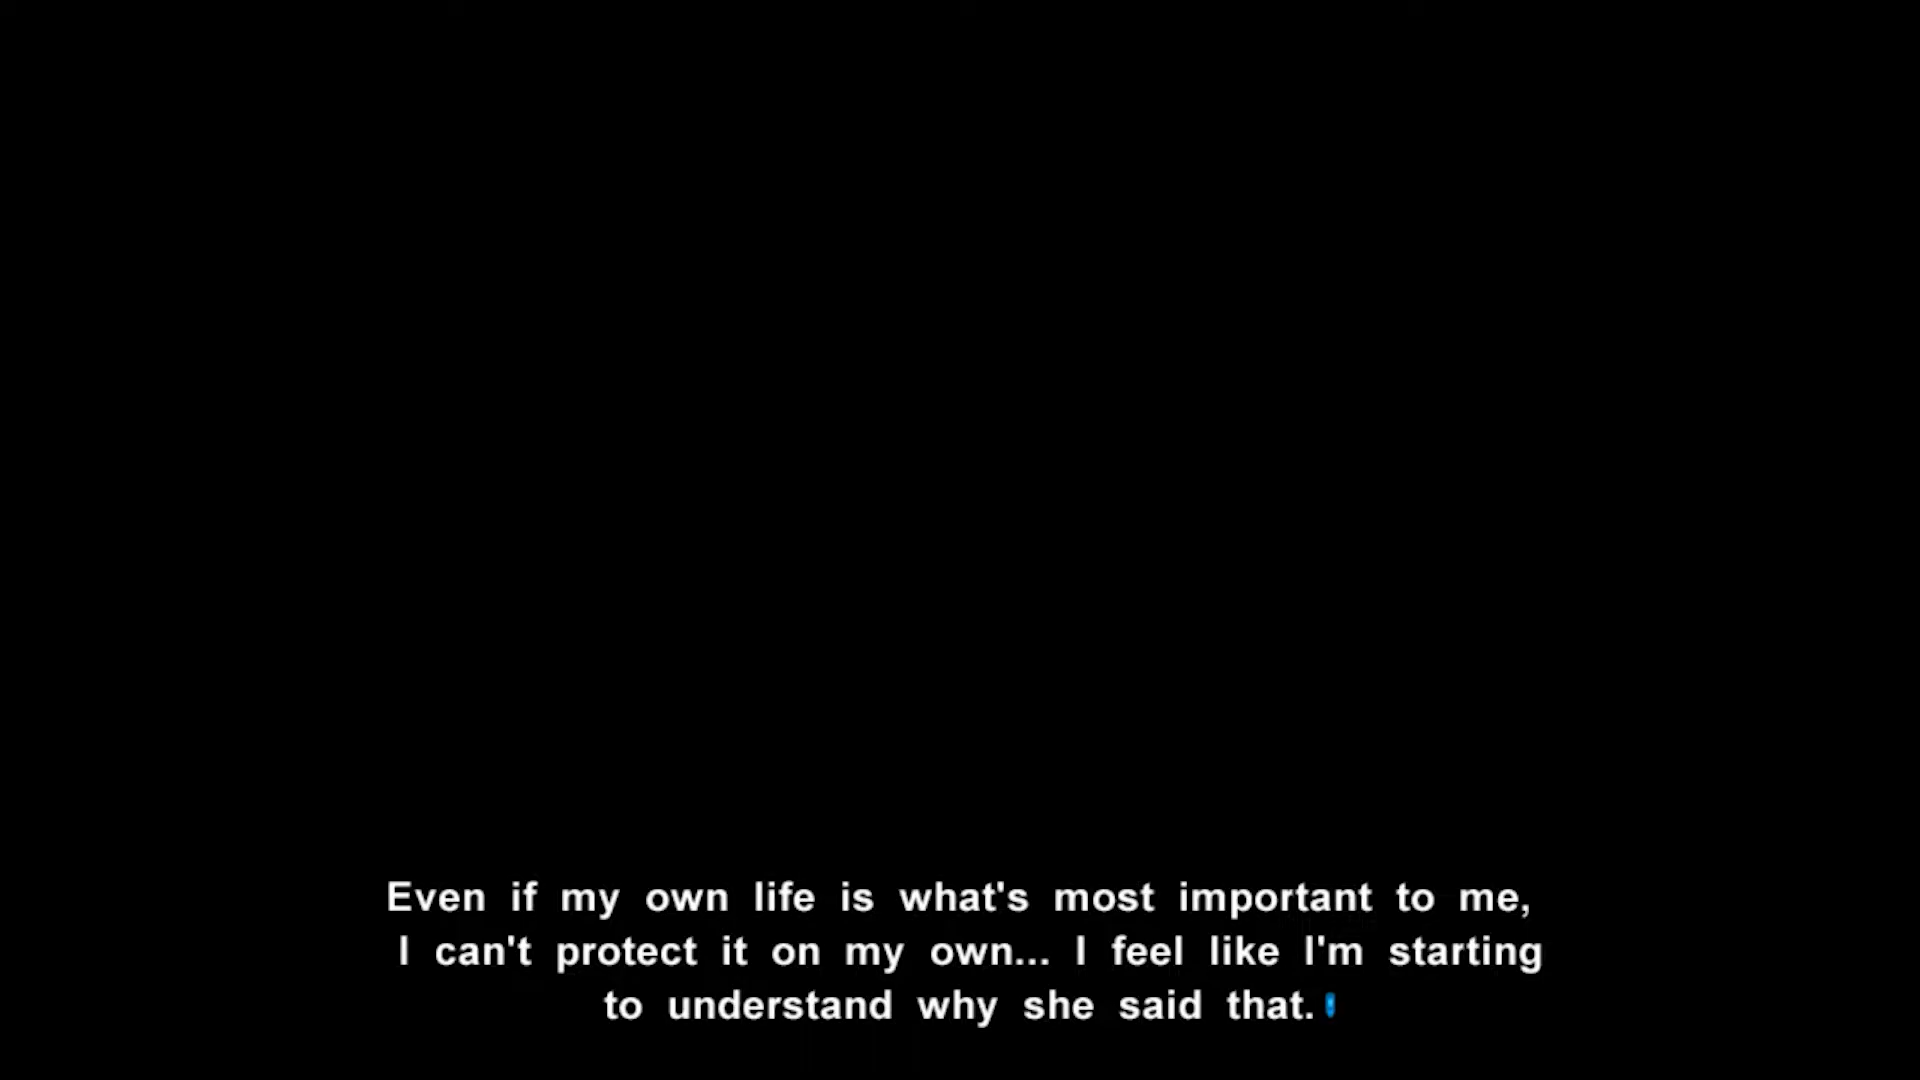 Even if my own life is what's most important to me,
I can't protect it on my own... I feel like I'm starting
to understand why she said that.